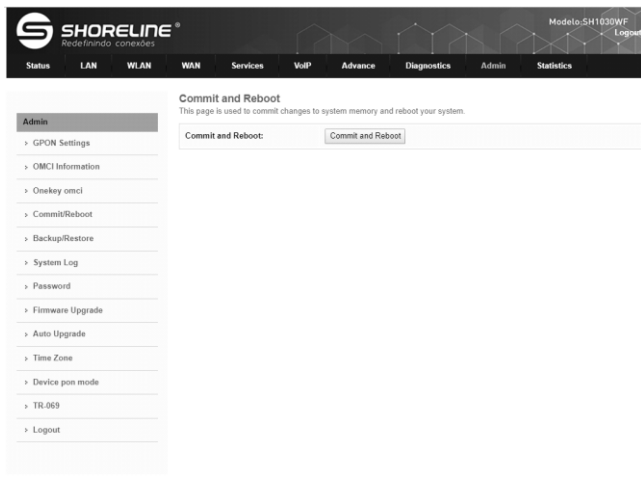 SHORELINE®
Redefinindo conexões
Modelo:SH1030WF
Logout
Status LAN WLAN WAN Services VoIP Advance Diagnostics Admin Statistics
Commit and Reboot
This page is used to commit changes to system memory and reboot your system.
Commit and Reboot: Commit and Reboot
Admin
› GPON Settings
› OMCI Information
› Onekey omci
› Commit/Reboot
› Backup/Restore
› System Log
› Password
› Firmware Upgrade
› Auto Upgrade
› Time Zone
› Device pon mode
› TR-069
› Logout